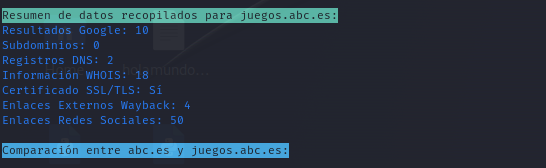 Resumen de datos recopilados para juegos.abc.es:
Resultados Google: 10
Subdominios: 0
Registros DNS: 2
Información WHOIS: 18
Certificado SSL/TLS: Sí
Enlaces Externos Wayback: 4
Enlaces Redes Sociales: 50
Comparación entre abc.es y juegos.abc.es: